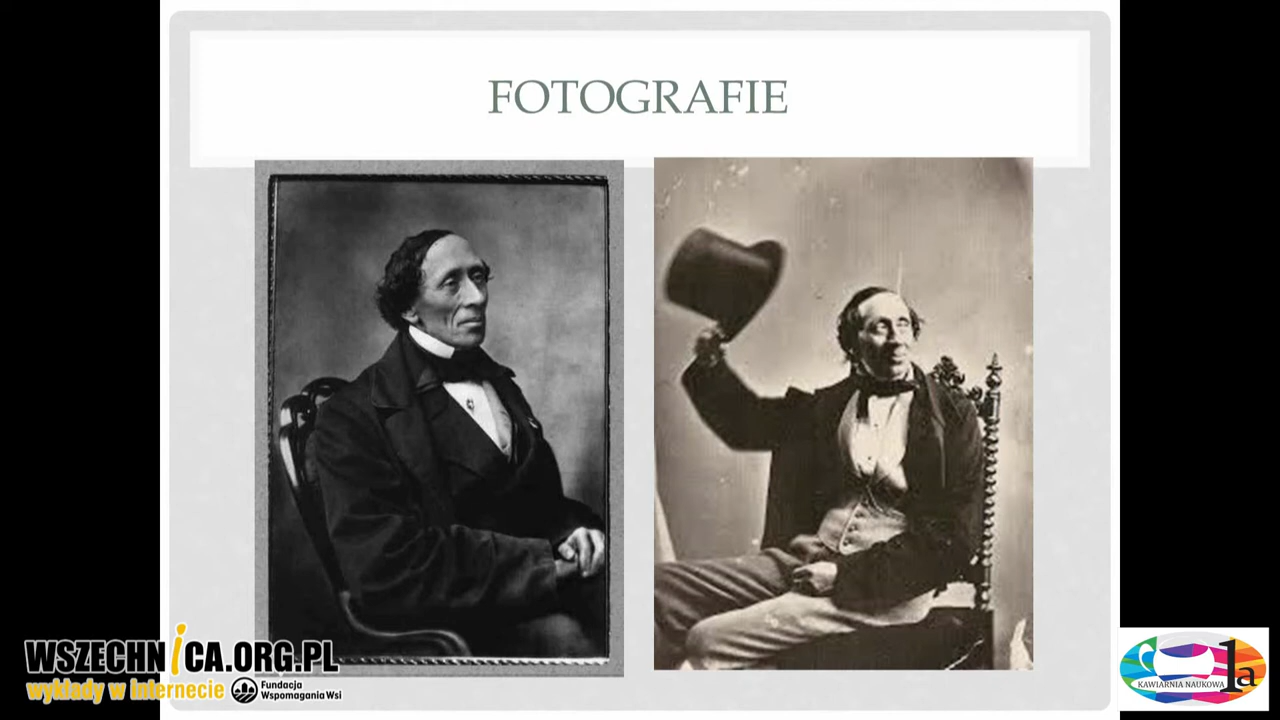 FOTOGRAFIE
WSZECHNiCA.ORG.PL
wykłady w Internecie
Fundacja
Wspomagania Wsi
KAWIARNIA NAUKOWA
1a